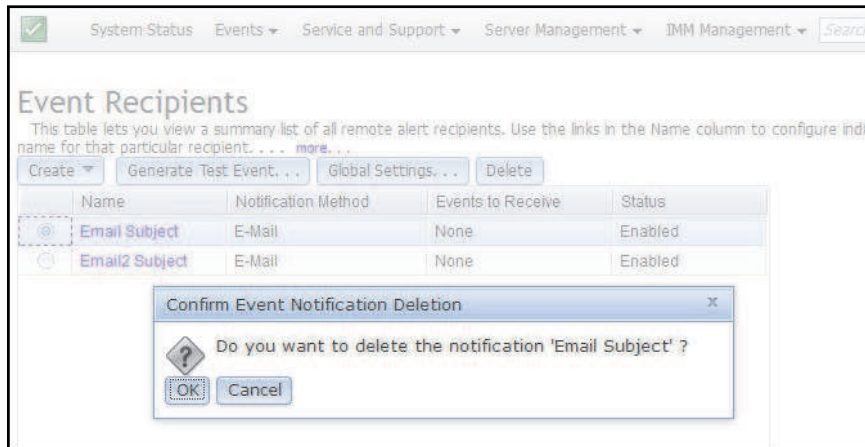 System Status Events Service and Support Server Management IMM Management Search
Event Recipients
This table lets you view a summary list of all remote alert recipients. Use the links in the Name column to configure indi
name for that particular recipient. . . . more. . .
Create Generate Test Event. . . Global Settings. . . Delete
Name Notification Method Events to Receive Status
Email Subject E-Mail None Enabled
Email2 Subject E-Mail None Enabled
Confirm Event Notification Deletion x
Do you want to delete the notification 'Email Subject' ?
OK Cancel